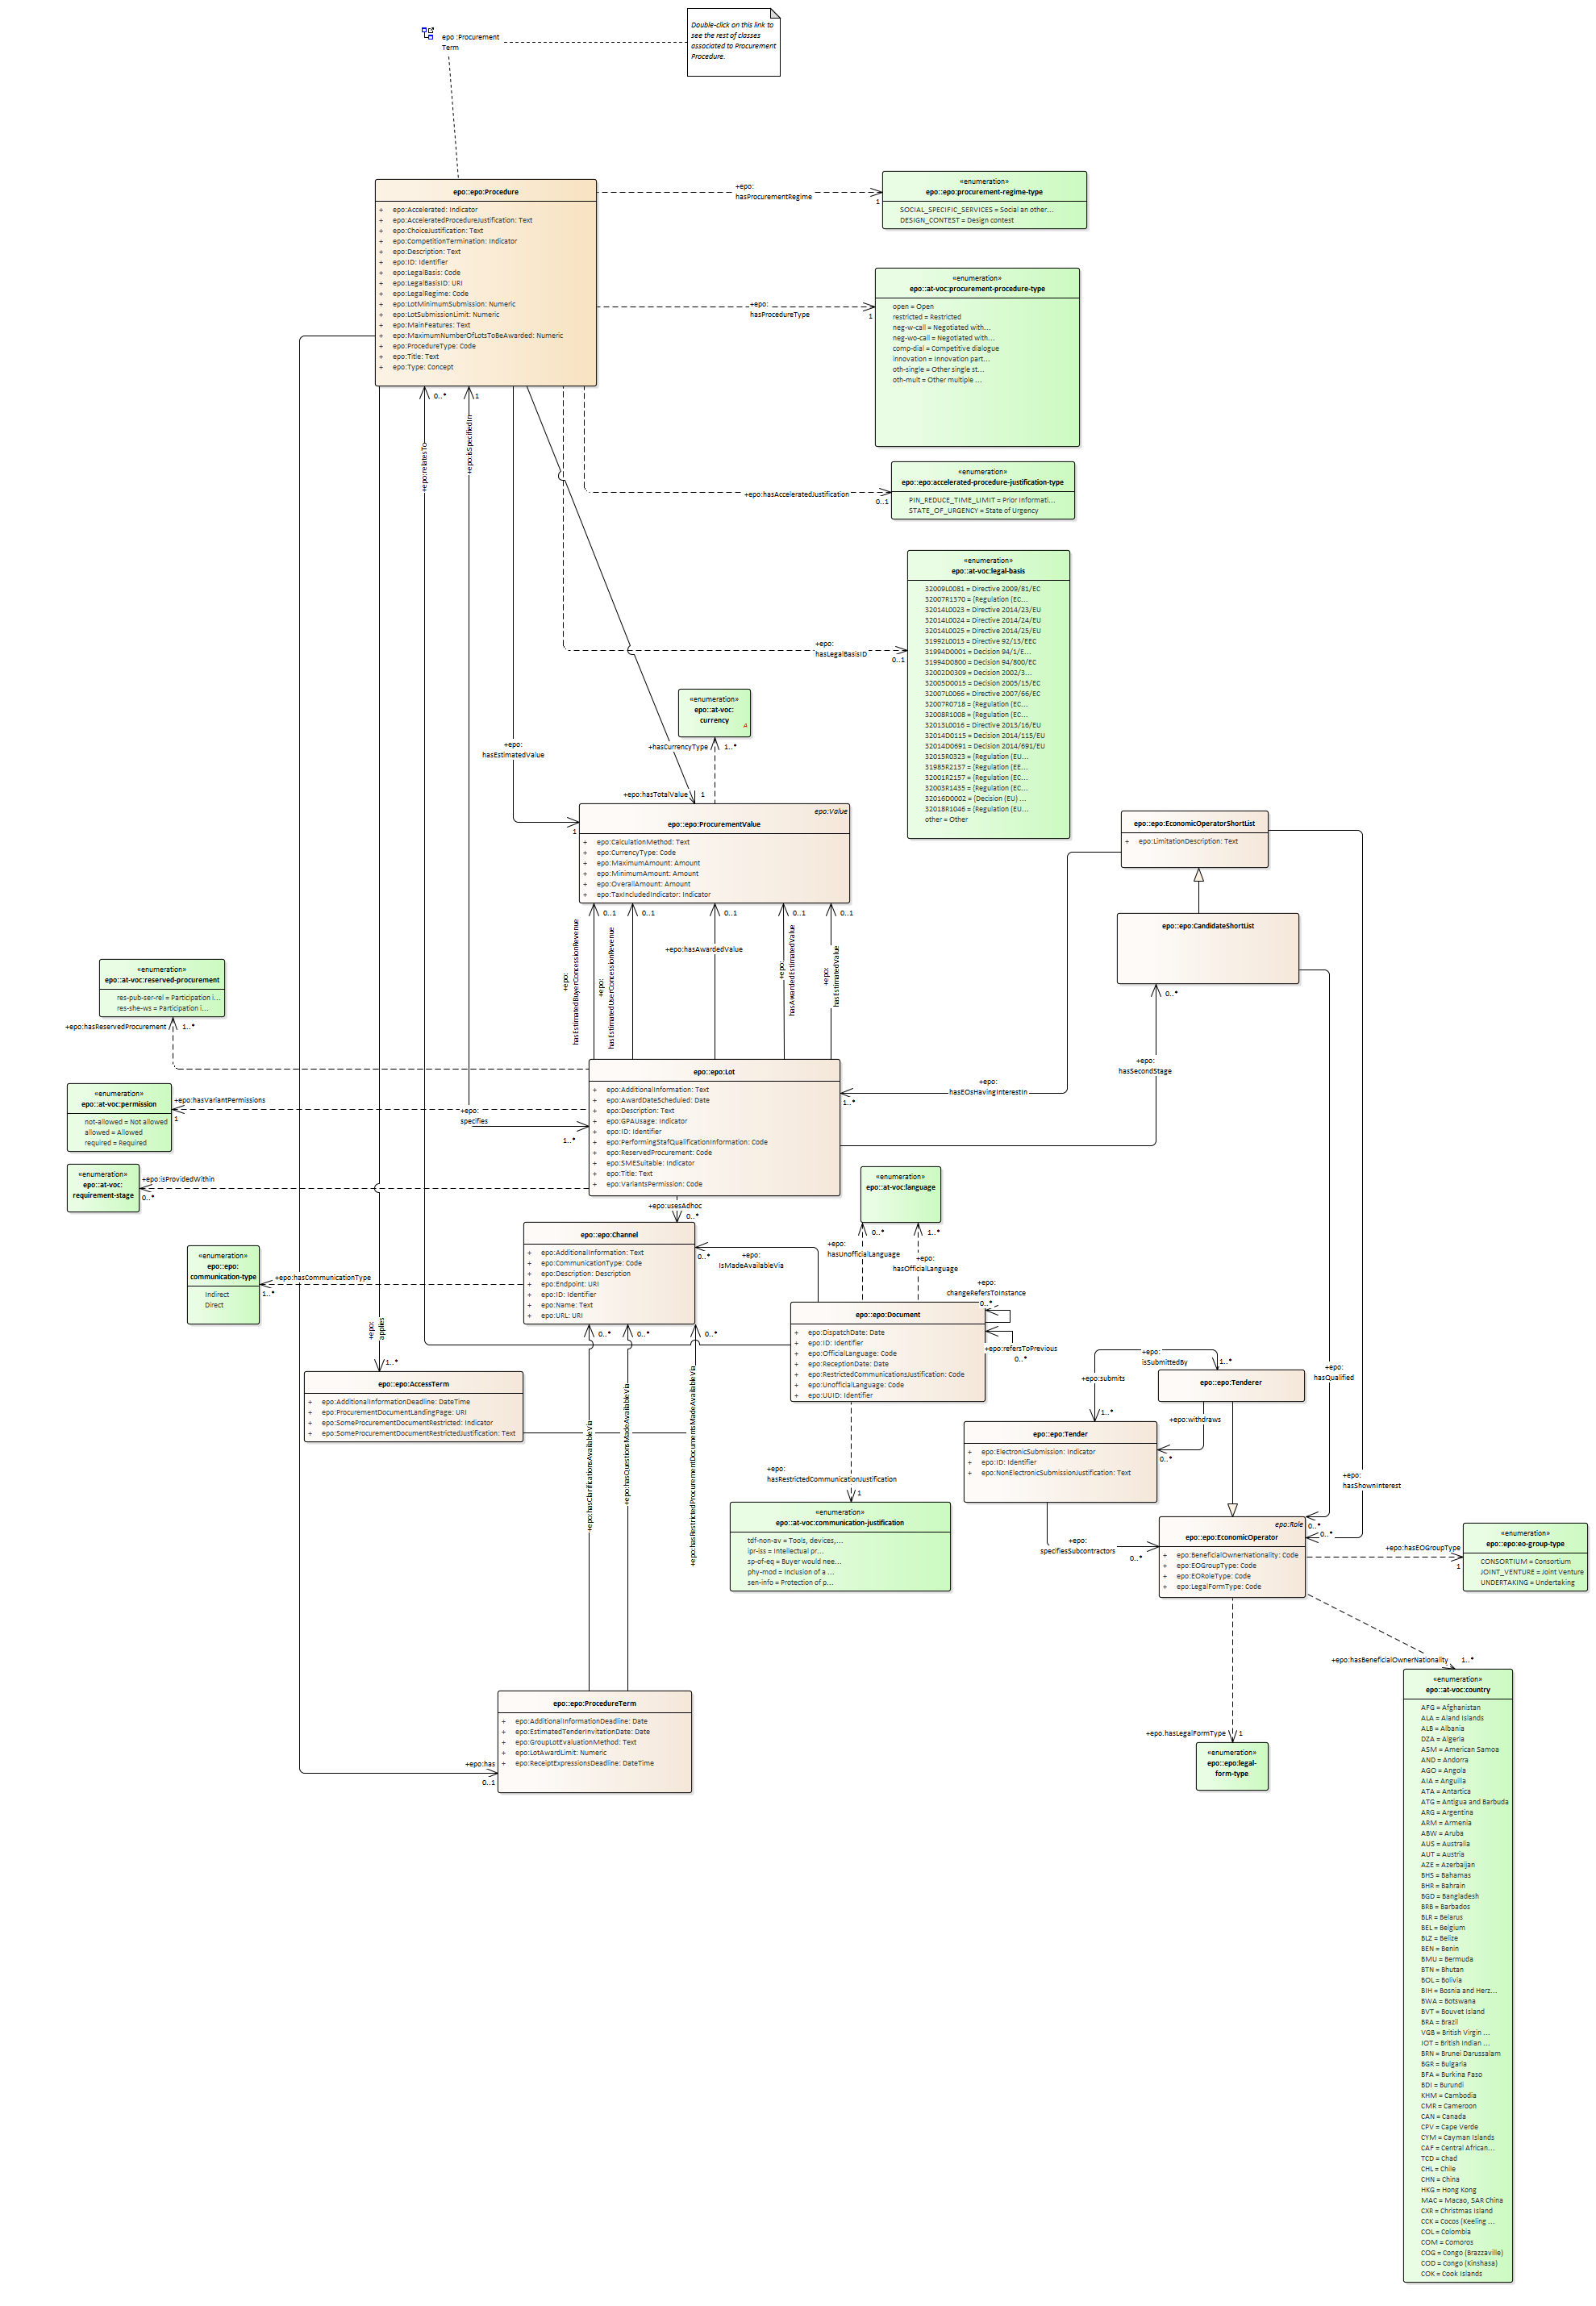 epo :Procurement
Term
Double-click on this link to
see the rest of classes
associated to Procurement
Procedure.
epo::epo:Procedure
+ epo:Accelerated: Indicator
+ epo:AcceleratedProcedureJustification: Text
+ epo:ChoiceJustification: Text
+ epo:CompetitionTermination: Indicator
+ epo:Description: Text
+ epo:ID: Identifier
+ epo:LegalBasis: Code
+ epo:LegalBasisID: URI
+ epo:LegalRegime: Code
+ epo:LotMinimumSubmission: Numeric
+ epo:LotSubmissionLimit: Numeric
+ epo:MainFeatures: Text
+ epo:MaximumNumberOfLotsToBeAwarded: Numeric
+ epo:ProcedureType: Code
+ epo:Title: Text
+ epo:Type: Concept
+epo:
hasProcurementRegime
1
«enumeration»
epo::epo:procurement-regime-type
SOCIAL_SPECIFIC_SERVICES = Social an other...
DESIGN_CONTEST = Design contest
+epo:
hasProcedureType
1
«enumeration»
epo::at-voc:procurement-procedure-type
open = Open
restricted = Restricted
neg-w-call = Negotiated with...
neg-wo-call = Negotiated with...
comp-dial = Competitive dialogue
innovation = Innovation part...
oth-single = Other single st...
oth-mult = Other multiple ...
0..*
1
+epo:relatesTo
+epo:isSpecifiedIn
+epo:hasAcceleratedJustification
0..1
«enumeration»
epo::epo:accelerated-procedure-justification-type
PIN_REDUCE_TIME_LIMIT = Prior Informati...
STATE_OF_URGENCY = State of Urgency
+epo:
hasLegalBasisID
0..1
«enumeration»
epo::at-voc:legal-basis
32009L0081 = Directive 2009/81/EC
32007R1370 = (Regulation (EC...
32014L0023 = Directive 2014/23/EU
32014L0024 = Directive 2014/24/EU
32014L0025 = Directive 2014/25/EU
31992L0013 = Directive 92/13/EEC
31994D0001 = Decision 94/1/E...
31994D0800 = Decision 94/800/EC
32002D0309 = Decision 2002/3...
32005D0015 = Decision 2005/15/EC
32007L0066 = Directive 2007/66/EC
32007R0718 = (Regulation (EC...
32008R1008 = (Regulation (EC...
32013L0016 = Directive 2013/16/EU
32014D0115 = Decision 2014/115/EU
32014D0691 = Decision 2014/691/EU
32015R0323 = (Regulation (EU...
31985R2137 = (Regulation (EE...
32001R2157 = (Regulation (EC...
32003R1435 = (Regulation (EC...
32016D0002 = (Decision (EU) ...
32018R1046 = (Regulation (EU...
other = Other
«enumeration»
epo::at-voc:
currency
A
+epo:
hasEstimatedValue
1
+hasCurrencyType
1..*
+epo:hasTotalValue
1
epo:Value
epo::epo:ProcurementValue
+ epo:CalculationMethod: Text
+ epo:CurrencyType: Code
+ epo:MaximumAmount: Amount
+ epo:MinimumAmount: Amount
+ epo:OverallAmount: Amount
+ epo:TaxIncludedIndicator: Indicator
epo::epo:EconomicOperatorShortList
+ epo:LimitationDescription: Text
epo::epo:CandidateShortList
0..*
0..1
0..1
0..1
0..1
0..1
+epo:
hasEstimatedBuyerConcessionRevenue
+epo:
hasEstimatedUserConcessionRevenue
+epo:hasAwardedValue
+epo:
hasAwardedEstimatedValue
+epo:
hasEstimatedValue
«enumeration»
epo::at-voc:reserved-procurement
res-pub-ser-rel = Participation i...
res-she-ws = Participation i...
+epo:hasReservedProcurement
1..*
«enumeration»
epo::at-voc:permission
not-allowed = Not allowed
allowed = Allowed
required = Required
+epo:hasVariantPermissions
1
«enumeration»
epo::at-voc:
requirement-stage
+epo:isProvidedWithin
0..*
+epo:
specifies
1..*
epo::epo:Lot
+ epo:AdditionalInformation: Text
+ epo:AwardDateScheduled: Date
+ epo:Description: Text
+ epo:GPAUsage: Indicator
+ epo:ID: Identifier
+ epo:PerformingStafQualificationInformation: Code
+ epo:ReservedProcurement: Code
+ epo:SMESuitable: Indicator
+ epo:Title: Text
+ epo:VariantsPermission: Code
+epo:
hasSecondStage
+epo:
hasEOsHavingInterestIn
1..*
+epo:usesAdhoc
0..*
«enumeration»
epo::at-voc:language
0..*
1..*
+epo:
hasUnofficialLanguage
+epo:
hasOfficialLanguage
epo::epo:Channel
+ epo:AdditionalInformation: Text
+ epo:CommunicationType: Code
+ epo:Description: Description
+ epo:Endpoint: URI
+ epo:ID: Identifier
+ epo:Name: Text
+ epo:URL: URI
«enumeration»
epo::epo:
communication-type
Indirect
Direct
+epo:hasCommunicationType
1..*
0..*
+epo:
IsMadeAvailableVia
+epo:
changeRefersToInstance
0..*
epo::epo:Document
+ epo:DispatchDate: Date
+ epo:ID: Identifier
+ epo:OfficialLanguage: Code
+ epo:ReceptionDate: Date
+ epo:RestrictedCommunicationsJustification: Code
+ epo:UnofficialLanguage: Code
+ epo:UUID: Identifier
+epo:refersToPrevious
0..*
0..*
0..*
0..*
+epo:
applies
1..*
epo::epo:AccessTerm
+ epo:AdditionalInformationDeadline: DateTime
+ epo:ProcurementDocumentLandingPage: URI
+ epo:SomeProcurementDocumentRestricted: Indicator
+ epo:SomeProcurementDocumentRestrictedJustification: Text
+epo:hasClarificationsAvailableVia
+epo:hasQuestionsMadeAvailableVia
+epo:hasRestrictedProcurementDocumentsMadeAvailableVia
+epo:
isSubmittedBy
1..*
+epo:submits
1..*
epo::epo:Tenderer
+epo:withdraws
0..*
+epo:
hasQualified
+epo:
hasShownInterest
epo::epo:Tender
+ epo:ElectronicSubmission: Indicator
+ epo:ID: Identifier
+ epo:NonElectronicSubmissionJustification: Text
+epo:
hasRestrictedCommunicationJustification
1
«enumeration»
epo::at-voc:communication-justification
tdf-non-av = Tools, devices,...
ipr-iss = Intellectual pr...
sp-of-eq = Buyer would nee...
phy-mod = Inclusion of a ...
sen-info = Protection of p...
+epo:
specifiesSubcontractors
0..*
0..*
0..*
epo:Role
epo::epo:EconomicOperator
+ epo:BeneficialOwnerNationality: Code
+ epo:EOGroupType: Code
+ epo:EORoleType: Code
+ epo:LegalFormType: Code
+epo:hasEOGroupType
1
«enumeration»
epo::epo:eo-group-type
CONSORTIUM = Consortium
JOINT_VENTURE = Joint Venture
UNDERTAKING = Undertaking
+epo:hasBeneficialOwnerNationality
1..*
epo::epo:ProcedureTerm
+ epo:AdditionalInformationDeadline: Date
+ epo:EstimatedTenderInvitationDate: Date
+ epo:GroupLotEvaluationMethod: Text
+ epo:LotAwardLimit: Numeric
+ epo:ReceiptExpressionsDeadline: DateTime
+epo:has
0..1
+epo.hasLegalFormType
1
«enumeration»
epo::epo:legal-
form-type
«enumeration»
epo::at-voc:country
AFG = Afghanistan
ALA = Aland Islands
ALB = Albania
DZA = Algeria
ASM = American Samoa
AND = Andorra
AGO = Angola
AIA = Anguilla
ATA = Antartica
ATG = Antigua and Barbuda
ARG = Argentina
ARM = Armenia
ABW = Aruba
AUS = Australia
AUT = Austria
AZE = Azerbaijan
BHS = Bahamas
BHR = Bahrain
BGD = Bangladesh
BRB = Barbados
BLR = Belarus
BEL = Belgium
BLZ = Belize
BEN = Benin
BMU = Bermuda
BTN = Bhutan
BOL = Bolivia
BIH = Bosnia and Herz...
BWA = Botswana
BVT = Bouvet Island
BRA = Brazil
VGB = British Virgin ...
IOT = British Indian ...
BRN = Brunei Darussalam
BGR = Bulgaria
BFA = Burkina Faso
BDI = Burundi
KHM = Cambodia
CMR = Cameroon
CAN = Canada
CPV = Cape Verde
CYM = Cayman Islands
CAF = Central African...
TCD = Chad
CHL = Chile
CHN = China
HKG = Hong Kong
MAC = Macao, SAR China
CXR = Christmas Island
CCK = Cocos (Keeling ...
COL = Colombia
COM = Comoros
COG = Congo (Brazzaville)
COD = Congo (Kinshasa)
COK = Cook Islands